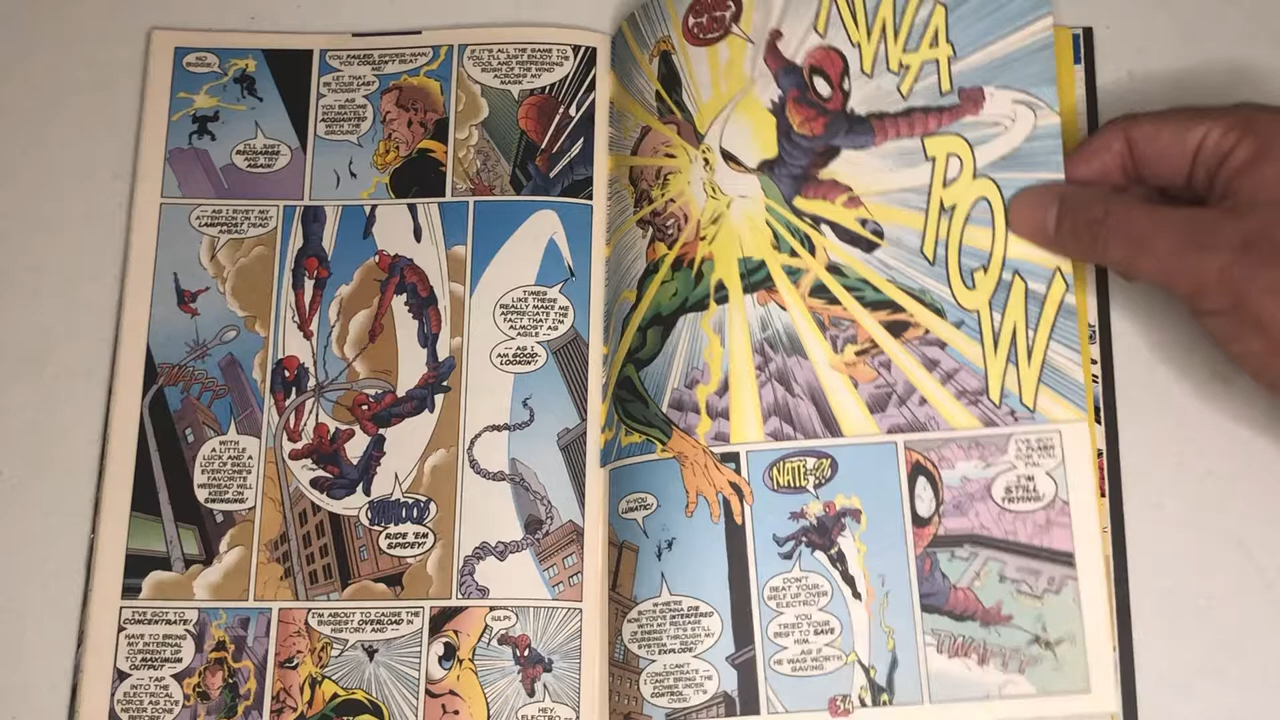 NO
BIGGIE!
I'LL JUST
RECHARGE...
AND TRY
AGAIN!
YOU FAILED, SPIDER-MAN!
YOU COULDN'T BEAT
ME!
LET THAT
BE YOUR LAST
THOUGHT --
-- AS
YOU BECOME
INTIMATELY
ACQUAINTED
WITH THE
GROUND!
IF IT'S ALL THE SAME TO
YOU, I'LL JUST ENJOY THE
COOL AND REFRESHING
RUSH OF THE WIND
ACROSS MY
MASK --
-- AS I RIVET MY
ATTENTION ON THAT
LAMPPOST DEAD
AHEAD!
TWAPPP
WITH
A LITTLE
LUCK AND A
LOT OF SKILL,
EVERYONE'S
FAVORITE
WEBHEAD WILL
KEEP ON
SWINGING!
YAHOO!
RIDE 'EM
SPIDEY!
TIMES
LIKE THESE
REALLY MAKE ME
APPRECIATE THE
FACT THAT I'M
ALMOST AS
AGILE --
-- AS I
AM GOOD-
LOOKIN'!
I'VE GOT TO
CONCENTRATE!
HAVE TO BRING
MY INTERNAL
CURRENT UP
TO MAXIMUM
OUTPUT --
-- TAP
INTO THE
ELECTRICAL
FORCE AS I'VE
NEVER DONE
BEFORE!
I'M ABOUT TO CAUSE THE
BIGGEST OVERLOAD IN
HISTORY, AND --
:ULP!:
HEY,
ELECTRO --
GAME
OVER!
WA
POW
Y-YOU
LUNATIC!
W-WE'RE
BOTH GONNA DIE
NOW! YOU'VE INTERFERED
WITH MY RELEASE
OF ENERGY! IT'S STILL
COURSING THROUGH MY
SYSTEM -- READY
TO EXPLODE!
I CAN'T
CONCENTRATE --
I CAN'T BRING THE
POWER UNDER
CONTROL... IT'S
OVER!
NATE--?!
DON'T
BEAT YOUR-
SELF UP OVER
ELECTRO!
YOU
TRIED YOUR
BEST TO SAVE
HIM...
...AS IF
HE WAS WORTH
SAVING.
I'VE GOT
A FLASH
FOR YOU,
PAL.
I'M
STILL
TRYING!
TWAPPP
34